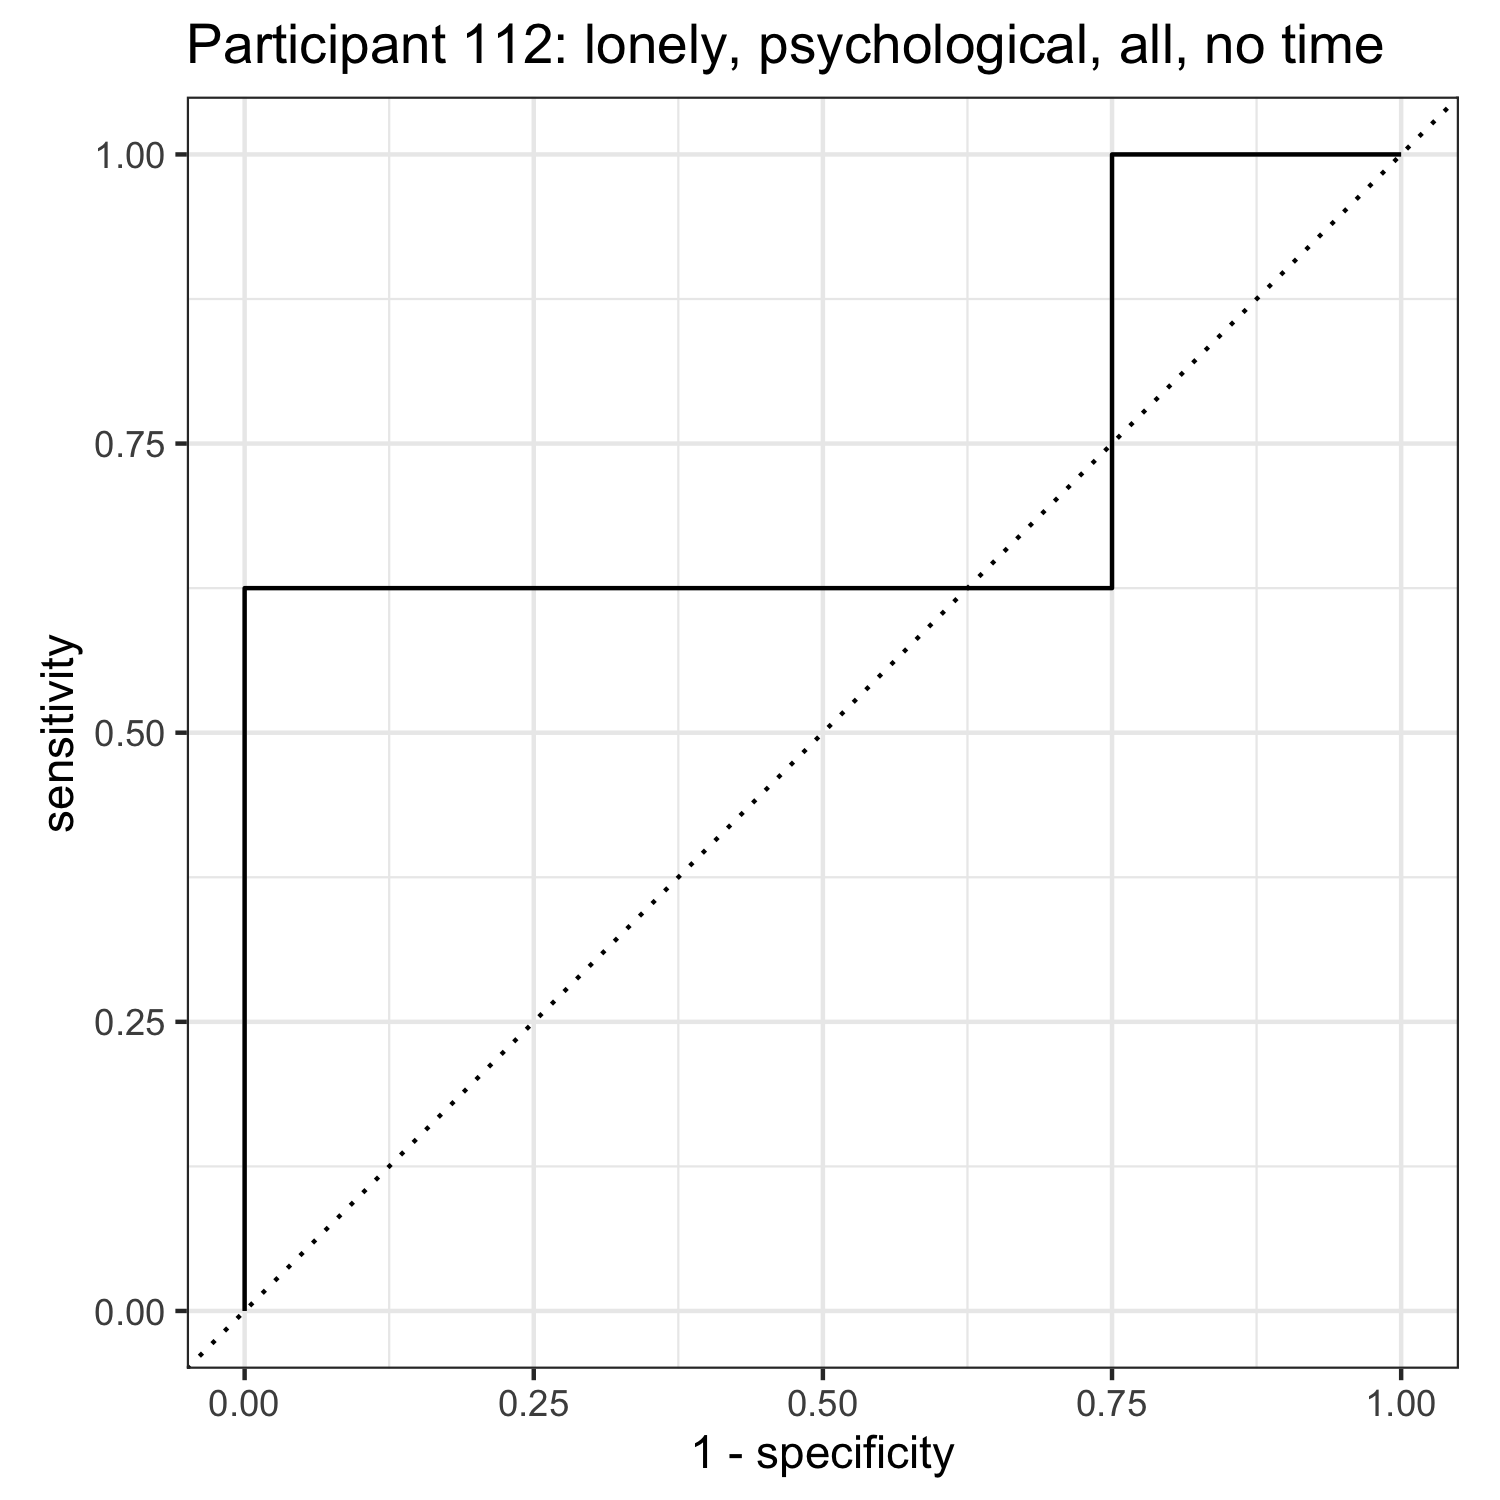 Participant 112: lonely, psychological, all, no time
1.00
0.75
0.50
0.25
0.00
sensitivity
0.00 0.25 0.50 0.75 1.00
1 - specificity